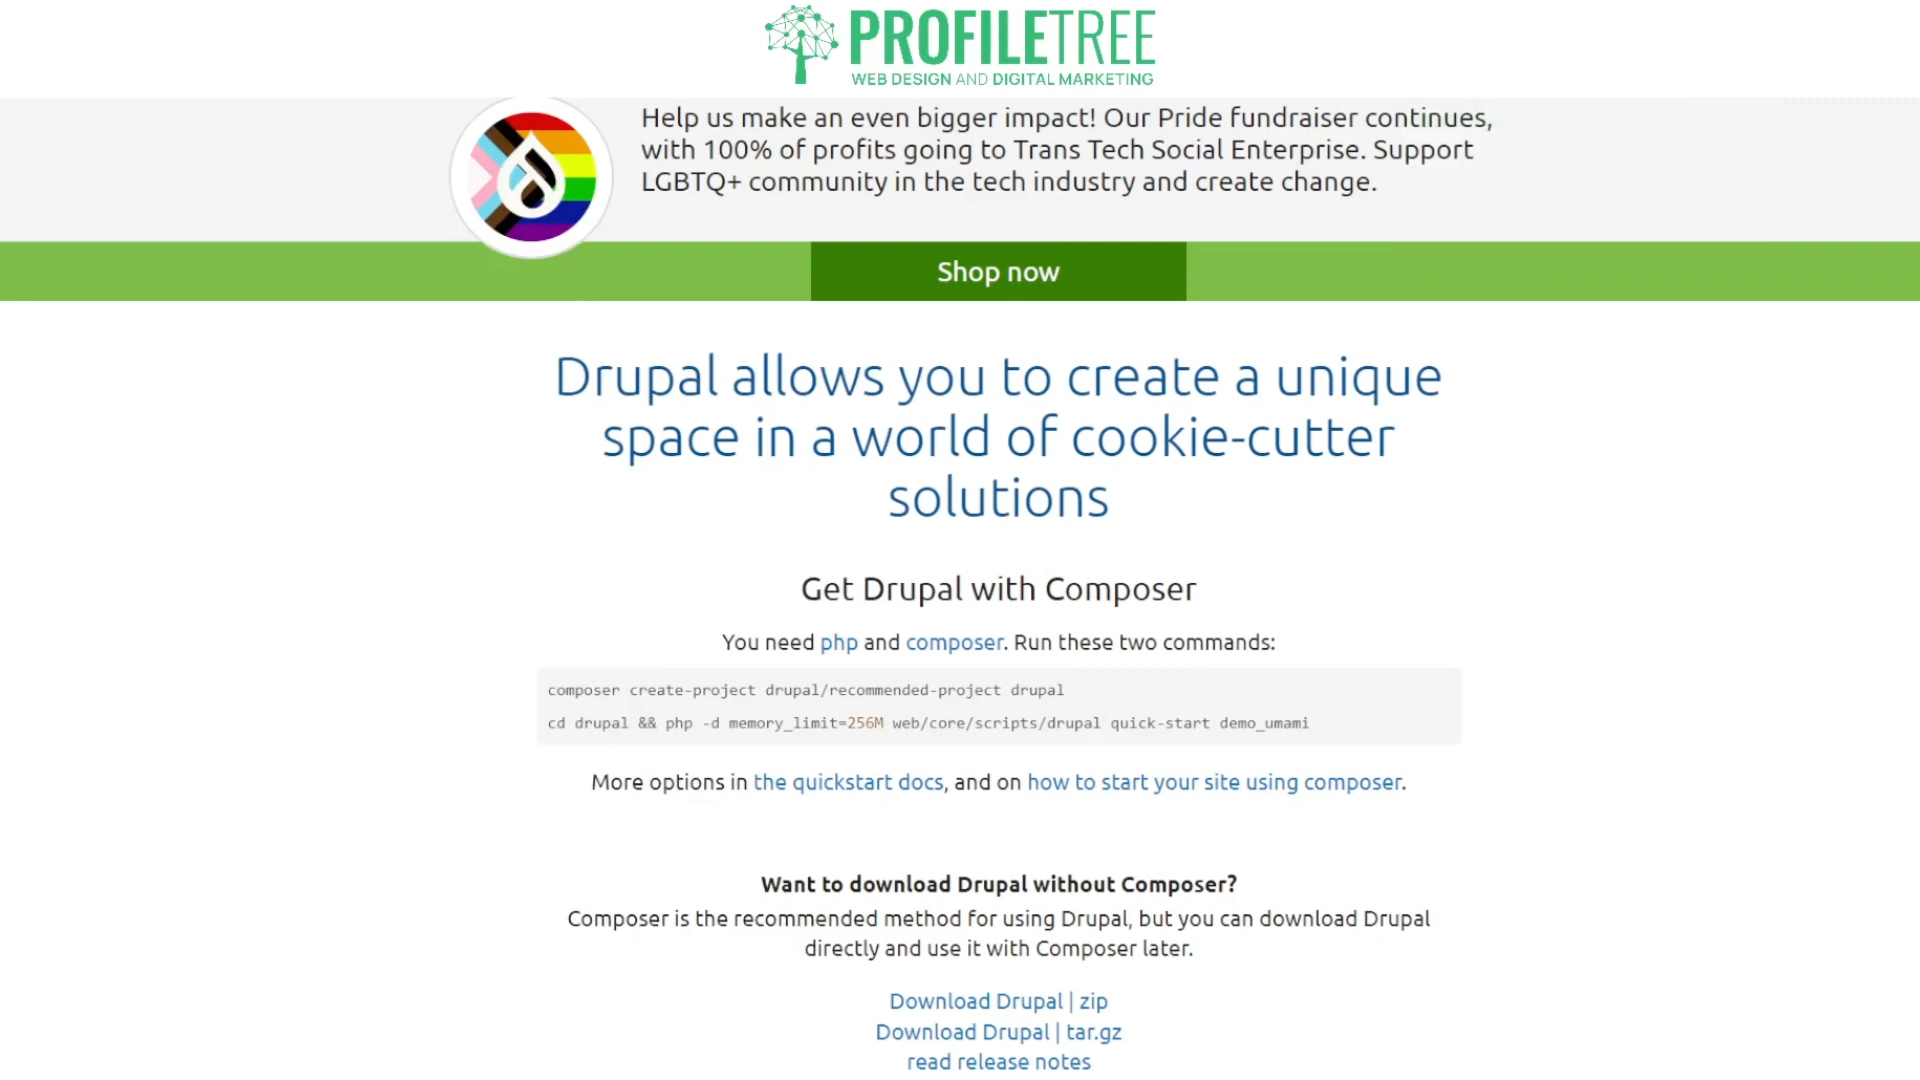 PROFILETREE
WEB DESIGN AND DIGITAL MARKETING
Help us make an even bigger impact! Our Pride fundraiser continues,
with 100% of profits going to Trans Tech Social Enterprise. Support
LGBTQ+ community in the tech industry and create change.
Shop now
Drupal allows you to create a unique
space in a world of cookie-cutter
solutions
Get Drupal with Composer
You need php and composer. Run these two commands:
composer create-project drupal/recommended-project drupal
cd drupal && php -d memory_limit=256M web/core/scripts/drupal quick-start demo_umami
More options in the quickstart docs, and on how to start your site using composer.
Want to download Drupal without Composer?
Composer is the recommended method for using Drupal, but you can download Drupal
directly and use it with Composer later.
Download Drupal | zip
Download Drupal | tar.gz
read release notes